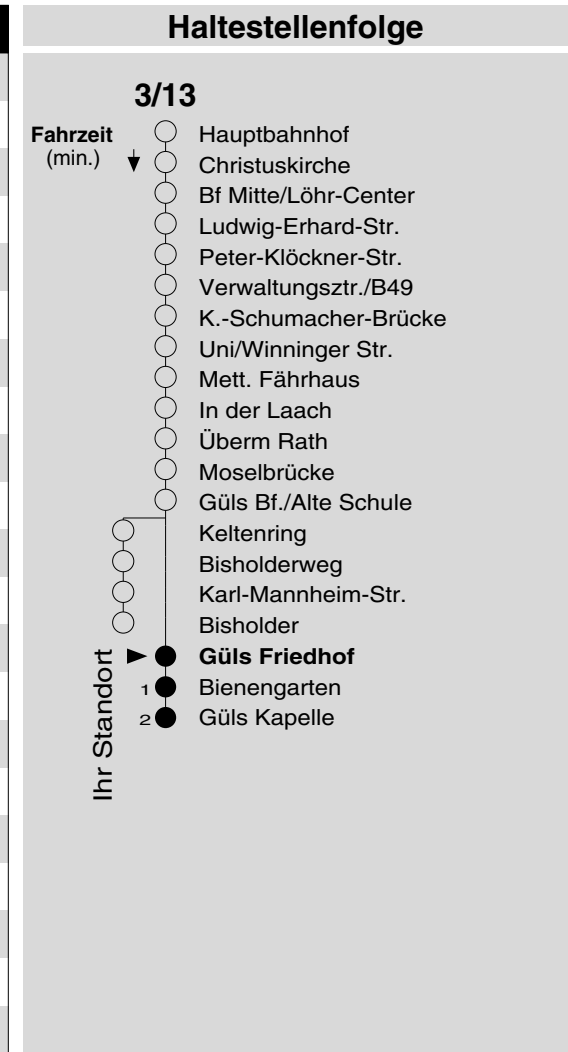 Haltestellenfolge
3/13
Fahrzeit
(min.)
Hauptbahnhof
Christuskirche
Bf Mitte/Löhr-Center
Ludwig-Erhard-Str.
Peter-Klöckner-Str.
Verwaltungsztr./B49
K.-Schumacher-Brücke
Uni/Winninger Str.
Mett. Fährhaus
In der Laach
Überm Rath
Moselbrücke
Güls Bf./Alte Schule
Keltenring
Bisholderweg
Karl-Mannheim-Str.
Bisholder
Ihr Standort
Güls Friedhof
1 Bienengarten
2 Güls Kapelle